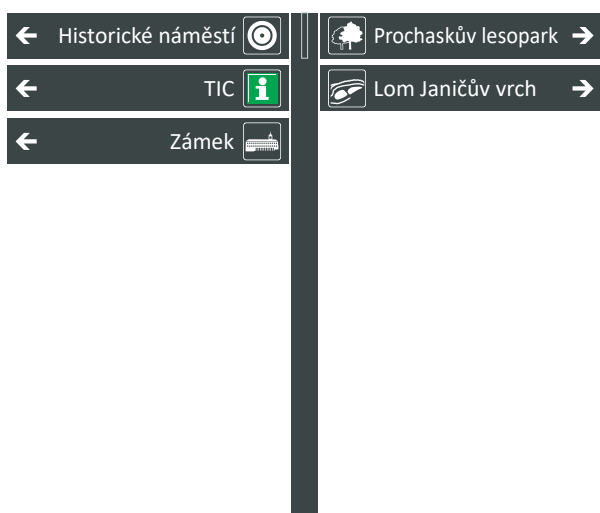 Historické náměstí
TIC
Zámek
Prochaskův lesopark
Lom Janičův vrch